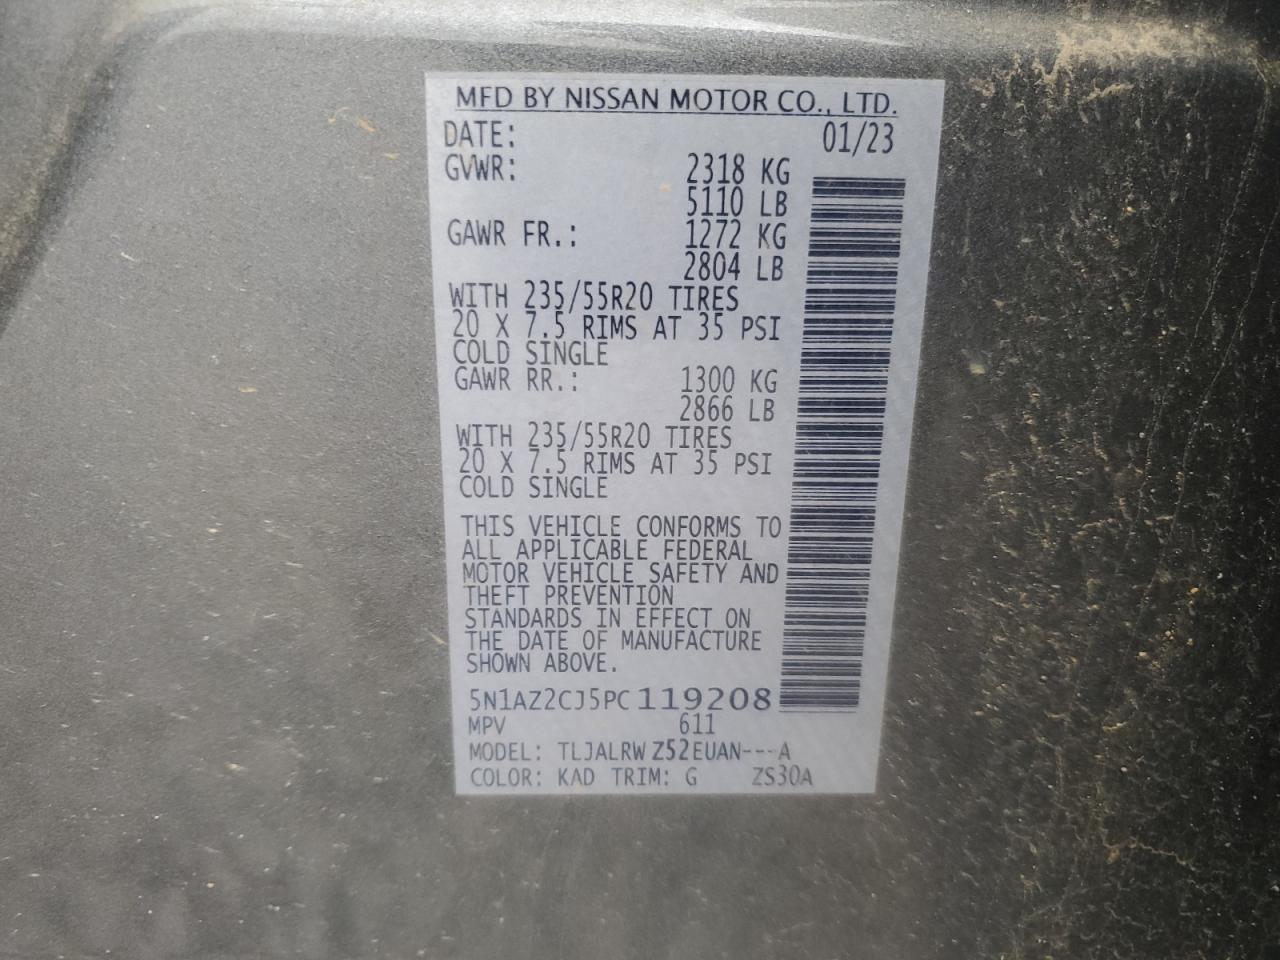 MFD BY NISSAN MOTOR CO., LTD.
DATE: 01/23
GVWR: 2318 KG
5110 LB
GAWR FR.: 1272 KG
2804 LB
WITH 235/55R20 TIRES
20 X 7.5 RIMS AT 35 PSI
COLD SINGLE
GAWR RR.: 1300 KG
2866 LB
WITH 235/55R20 TIRES
20 X 7.5 RIMS AT 35 PSI
COLD SINGLE
THIS VEHICLE CONFORMS TO
ALL APPLICABLE FEDERAL
MOTOR VEHICLE SAFETY AND
THEFT PREVENTION
STANDARDS IN EFFECT ON
THE DATE OF MANUFACTURE
SHOWN ABOVE.
5N1AZ2CJ5PC119208
MPV 611
MODEL: TLJALRW Z52EUAN---A
COLOR: KAD TRIM: G ZS30A